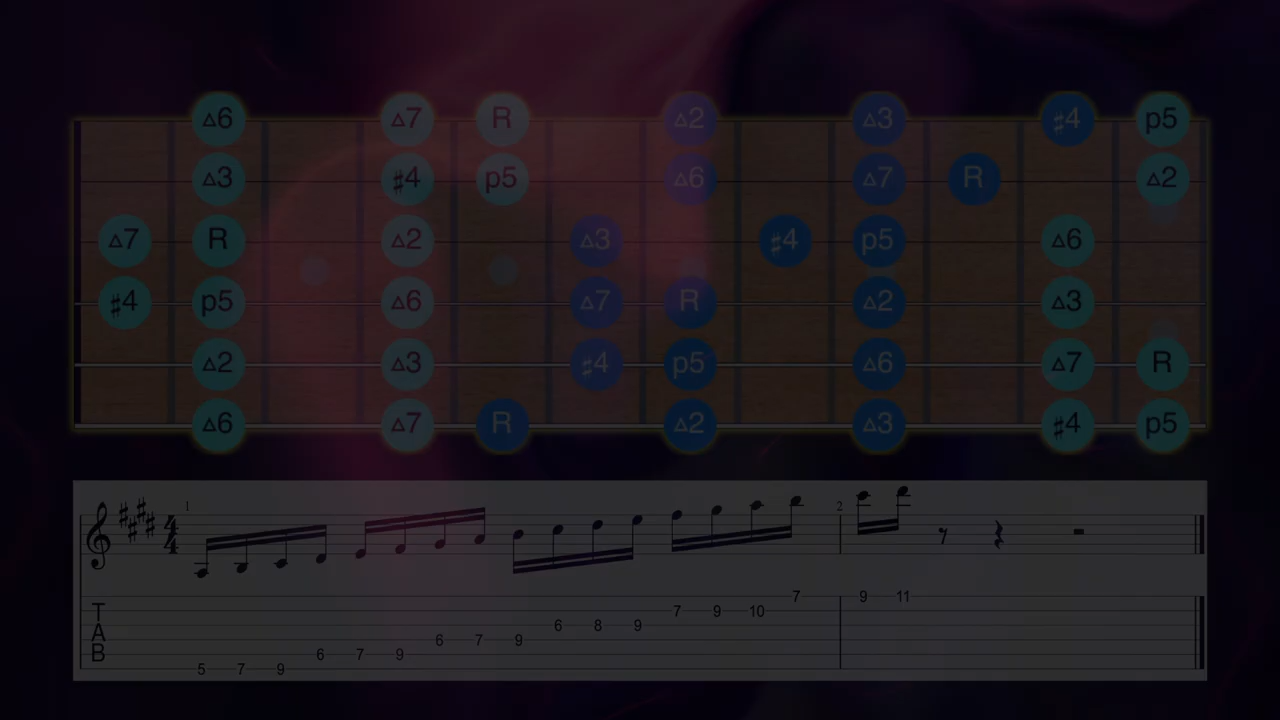 △6 △7 R △2 △3 ♯4 p5
△3 ♯4 p5 △6 △7 R △2
△7 R △2 △3 ♯4 p5 △6
♯4 p5 △6 △7 R △2 △3
△2 △3 ♯4 p5 △6 △7 R
△6 △7 R △2 △3 ♯4 p5
1 2
4
4
7 9 11
T 7 9 10
A 6 8 9
6 7 9
B 6 7 9
5 7 9